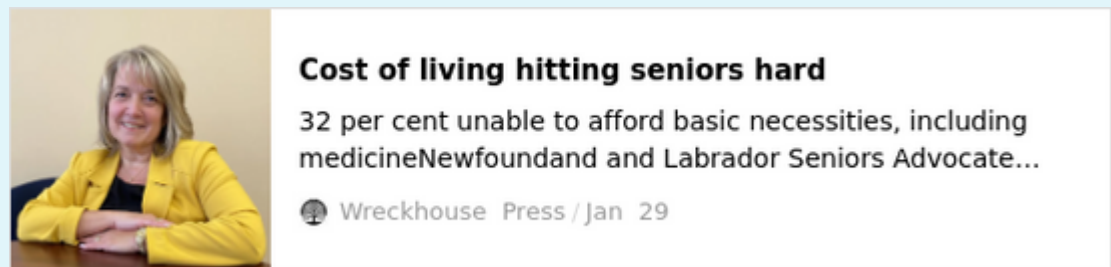 Cost of living hitting seniors hard
32 per cent unable to afford basic necessities, including
medicineNewfoundand and Labrador Seniors Advocate...
Wreckhouse Press / Jan 29